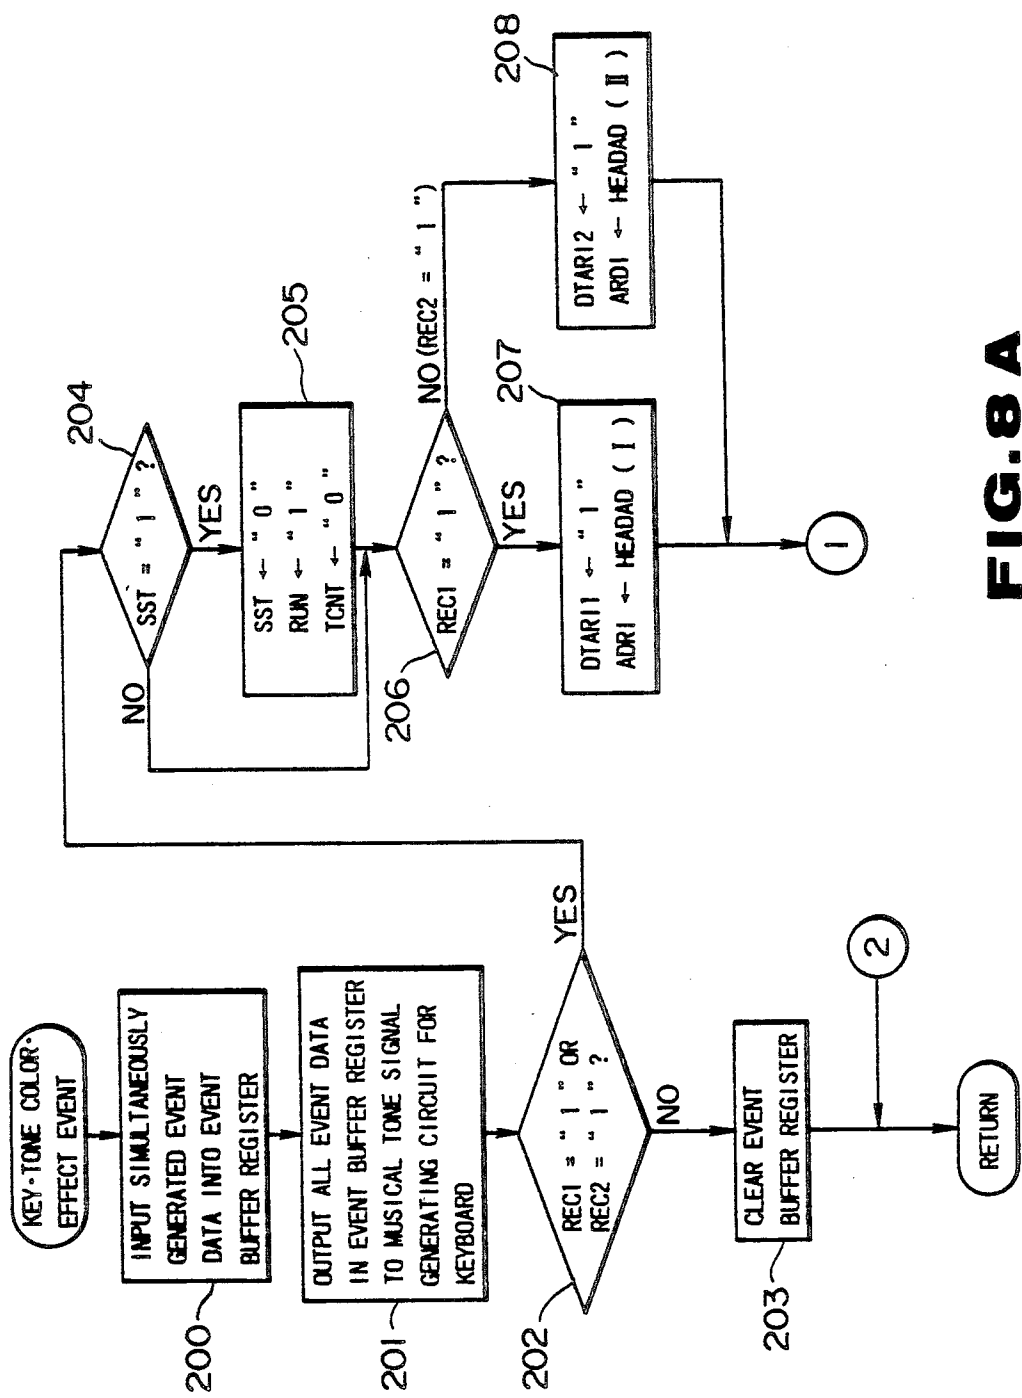 KEY·TONE COLOR·
EFFECT EVENT
INPUT SIMULTANEOUSLY
GENERATED EVENT
DATA INTO EVENT
BUFFER REGISTER
200
OUTPUT ALL EVENT DATA
IN EVENT BUFFER REGISTER
TO MUSICAL TONE SIGNAL
GENERATING CIRCUIT FOR
KEYBOARD
201
REC1 = “ 1 ” OR
REC2 = “ 1 ” ?
202
YES
NO
CLEAR EVENT
BUFFER REGISTER
203
2
RETURN
SST = “ 1 ” ?
204
NO
YES
SST ← “ 0 ”
RUN ← “ 1 ”
TCNT ← “ 0 ”
205
REC1 = “ 1 ” ?
206
NO (REC2 = “ 1 ”)
YES
DTARI1 ← “ 1 ”
ADR1 ← HEADAD ( I )
207
DTARI2 ← “ 1 ”
ARD1 ← HEADAD ( II )
208
1
FIG.8 A